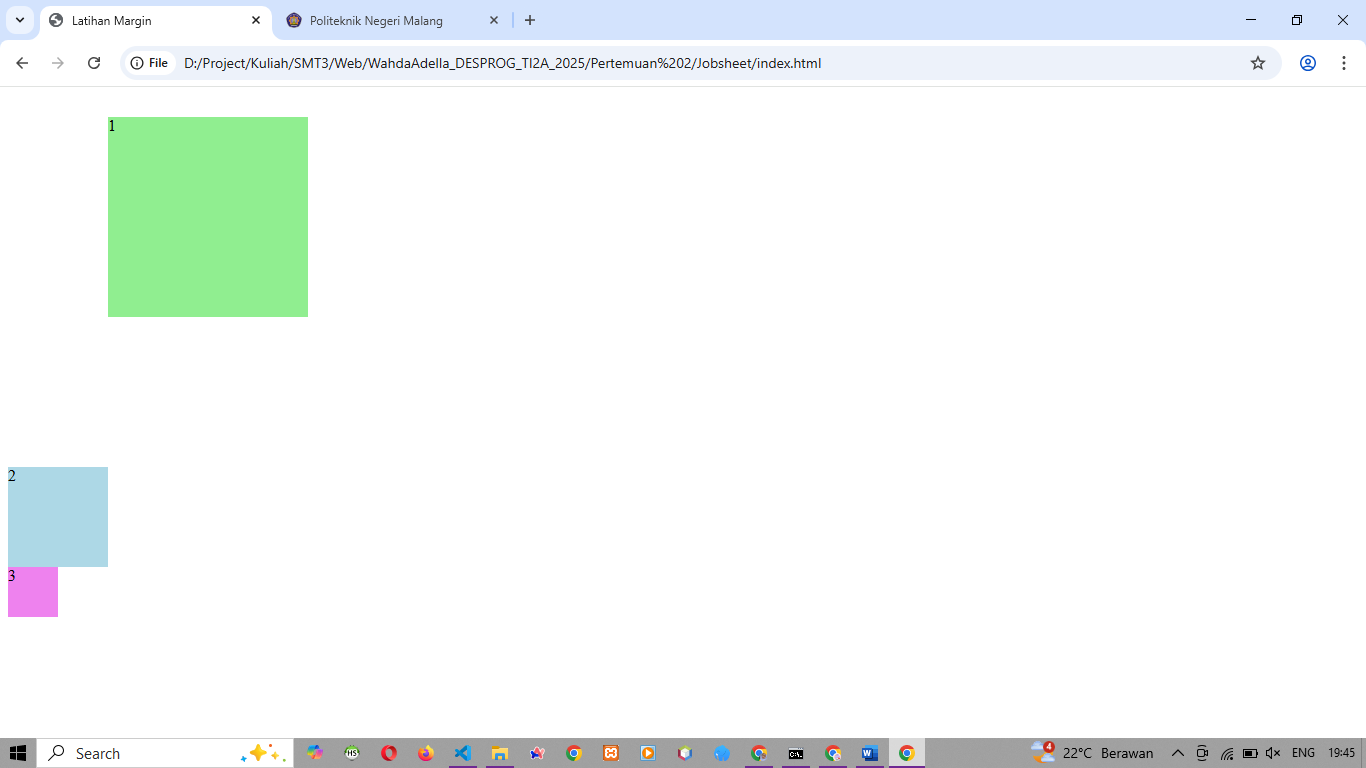 Latihan Margin
Politeknik Negeri Malang
File
D:/Project/Kuliah/SMT3/Web/WahdaAdella_DESPROG_TI2A_2025/Pertemuan%202/Jobsheet/index.html
1
2
3
Search
HS
W
4
22°C Berawan
ENG
19:45